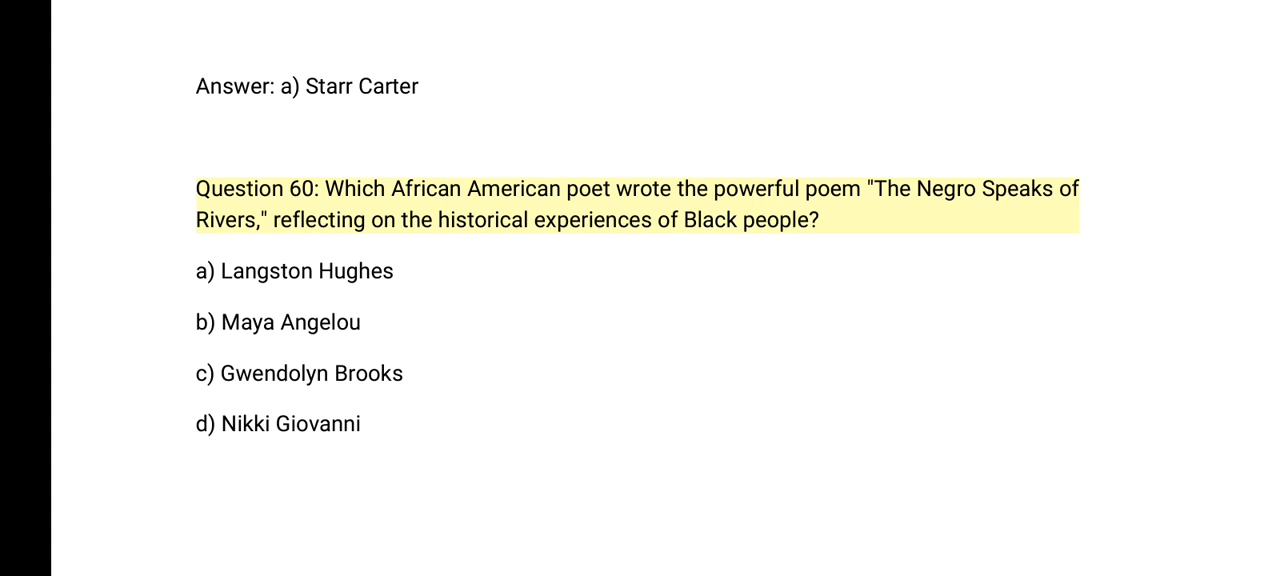 Answer: a) Starr Carter
Question 60: Which African American poet wrote the powerful poem "The Negro Speaks of
Rivers," reflecting on the historical experiences of Black people?
a) Langston Hughes
b) Maya Angelou
c) Gwendolyn Brooks
d) Nikki Giovanni